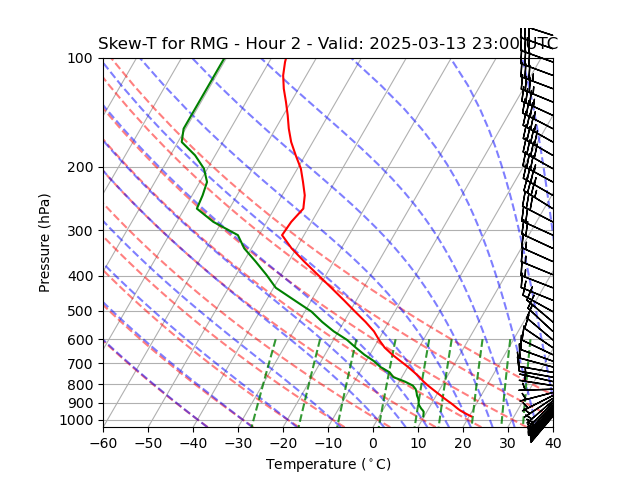 Skew-T for RMG - Hour 2 - Valid: 2025-03-13 23:00 UTC
100
200
300
400
500
600
700
800
900
1000
Pressure (hPa)
−60 −50 −40 −30 −20 −10 0 10 20 30 40
Temperature (°C)